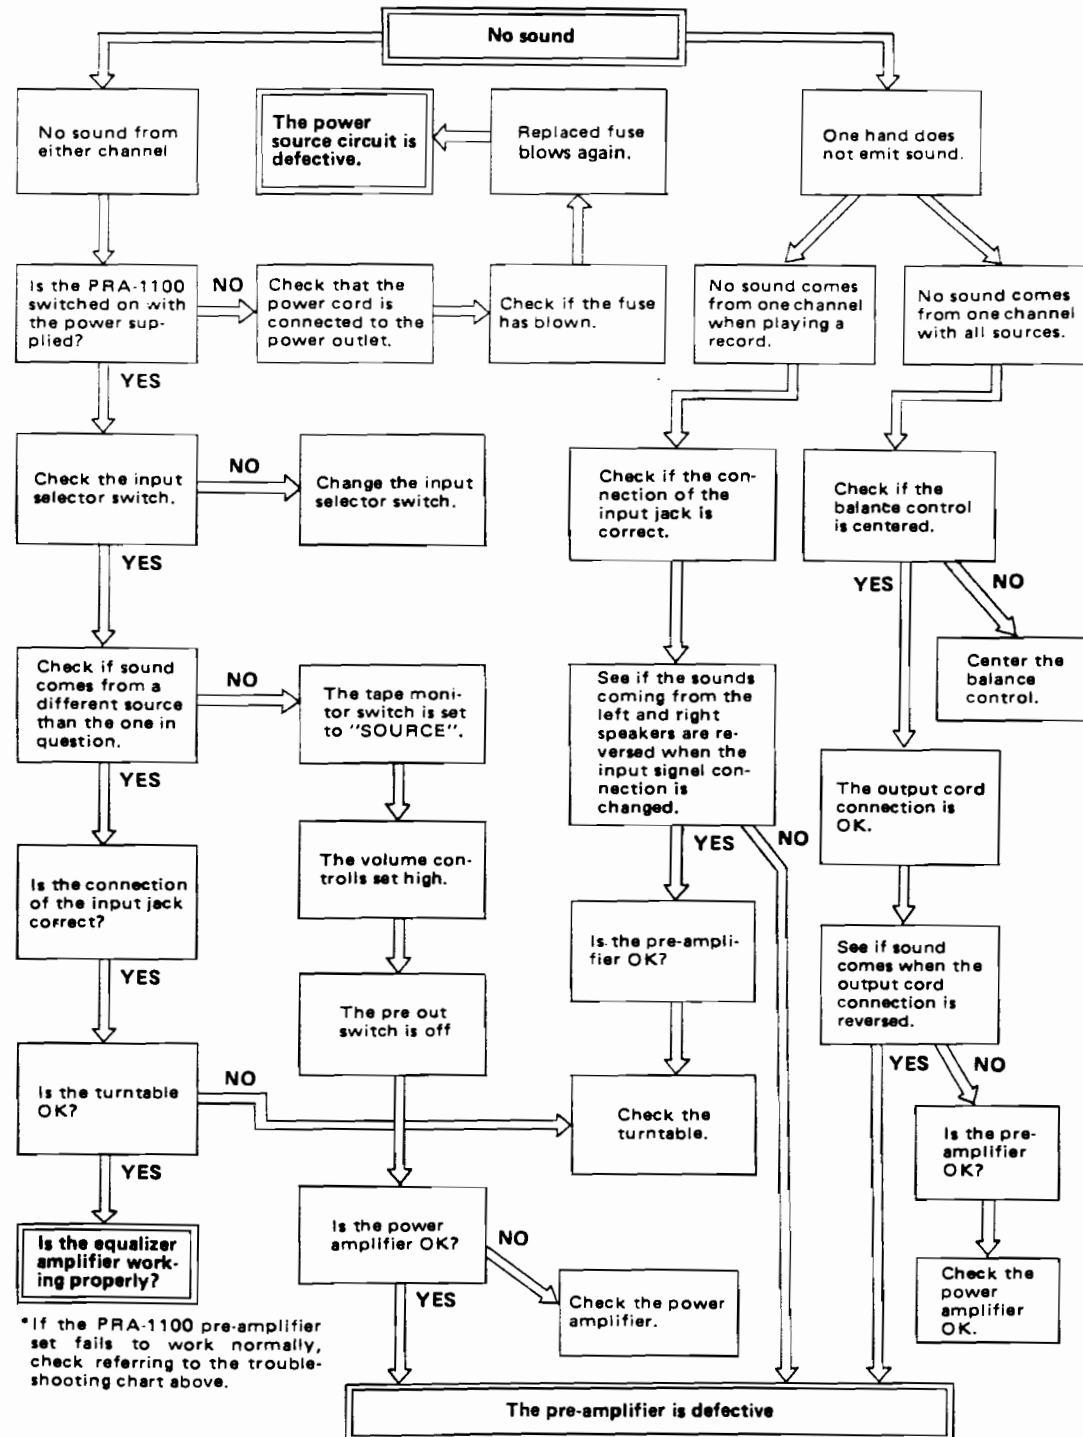 No sound
No sound from
either channel
The power
source circuit is
defective.
Replaced fuse
blows again.
One hand does
not emit sound.
Is the PRA-1100
switched on with
the power sup-
plied?
NO
Check that the
power cord is
connected to the
power outlet.
Check if the fuse
has blown.
No sound comes
from one channel
when playing a
record.
No sound comes
from one channel
with all sources.
YES
Check the input
selector switch.
NO
Change the input
selector switch.
Check if the con-
nection of the
input jack is
correct.
Check if the
balance control
is centered.
YES
YES
NO
Check if sound
comes from a
different source
than the one in
question.
NO
The tape moni-
tor switch is set
to "SOURCE".
See if the sounds
coming from the
left and right
speakers are re-
versed when the
input signel con-
nection is
changed.
Center the
balance
control.
YES
The output cord
connection is
OK.
YES
NO
Is the connection
of the input jack
correct?
The volume con-
trolls set high.
Is the pre-ampli-
fier OK?
See if sound
comes when the
output cord
connection is
reversed.
YES
The pre out
switch is off
YES
NO
Is the turntable
OK?
NO
Check the
turntable.
Is the pre-
amplifier
OK?
YES
Is the power
amplifier OK?
NO
Is the equalizer
amplifier work-
ing properly?
YES
Check the power
amplifier.
Check the
power
amplifier
OK.
*If the PRA-1100 pre-amplifier
set fails to work normally,
check referring to the trouble-
shooting chart above.
The pre-amplifier is defective